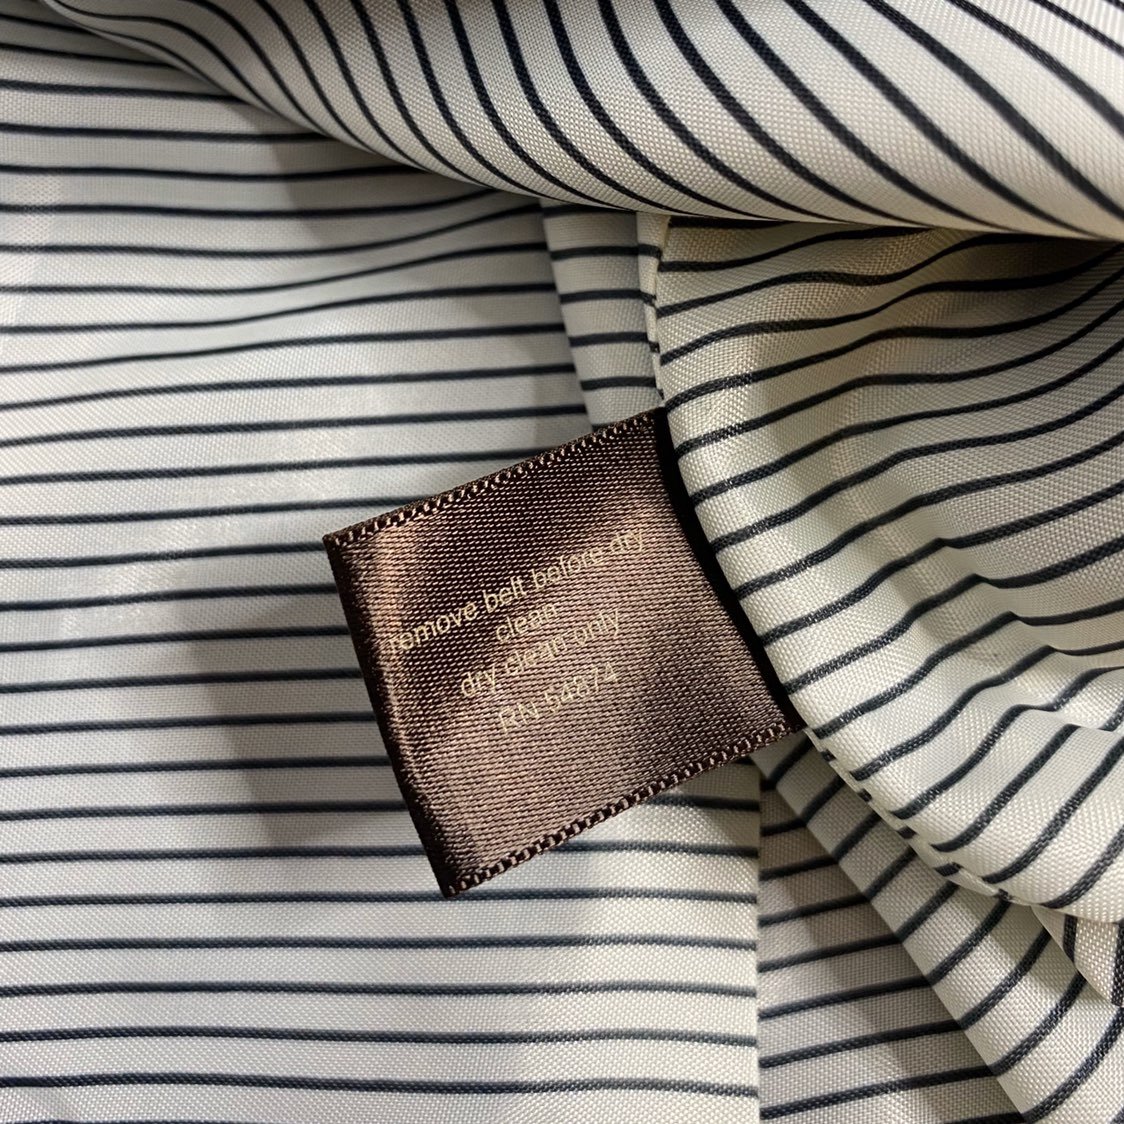 remove belt before dry
clean
dry clean only
RN 54874